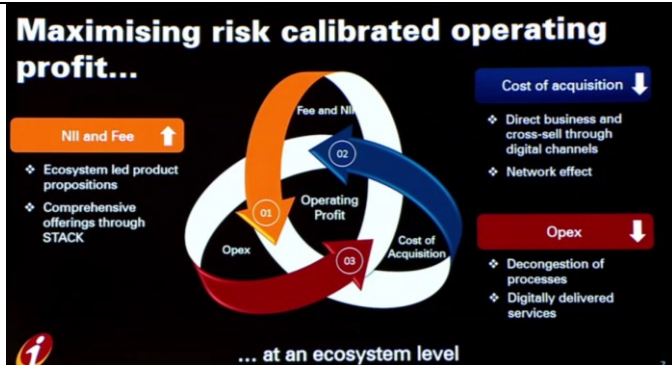 Maximising risk calibrated operating
profit...
NII and Fee
❖ Ecosystem led product
propositions
❖ Comprehensive
offerings through
STACK
Fee and NII
02
01
Operating
Profit
Opex
03
Cost of
Acquisition
Cost of acquisition
❖ Direct business and
cross-sell through
digital channels
❖ Network effect
Opex
❖ Decongestion of
processes
❖ Digitally delivered
services
... at an ecosystem level